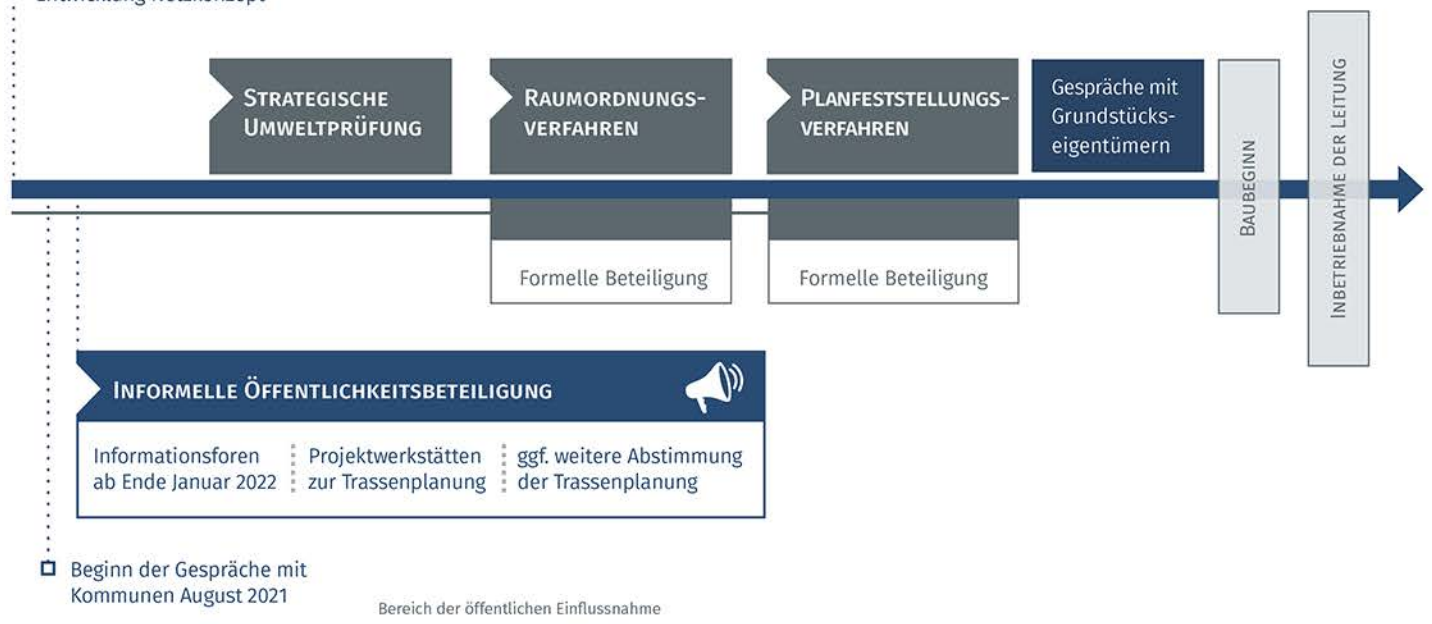 STRATEGISCHE
UMWELTPRÜFUNG
RAUMORDNUNGS-
VERFAHREN
PLANFESTSTELLUNGS-
VERFAHREN
Gespräche mit
Grundstücks-
eigentümern
BAUBEGINN
INBETRIEBNAHME DER LEITUNG
Formelle Beteiligung
Formelle Beteiligung
INFORMELLE ÖFFENTLICHKEITSBETEILIGUNG
Informationsforen
ab Ende Januar 2022
Projektwerkstätten
zur Trassenplanung
ggf. weitere Abstimmung
der Trassenplanung
Beginn der Gespräche mit
Kommunen August 2021
Bereich der öffentlichen Einflussnahme